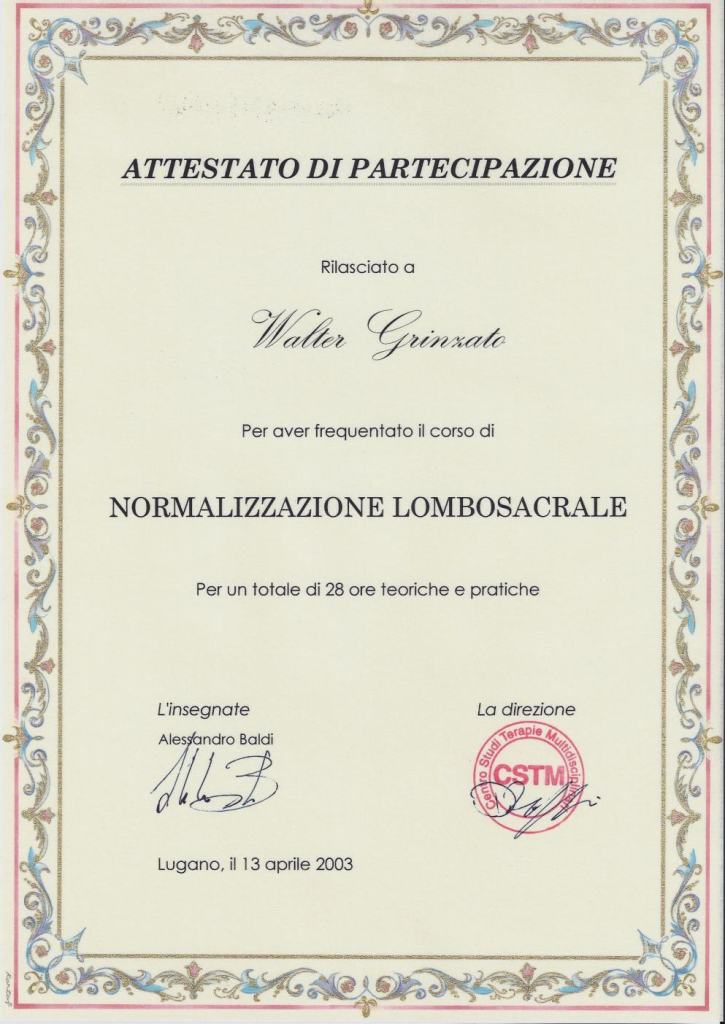 ATTESTATO DI PARTECIPAZIONE
Rilasciato a
Walter Grinzato
Per aver frequentato il corso di
NORMALIZZAZIONE LOMBOSACRALE
Per un totale di 28 ore teoriche e pratiche
L'insegnate
La direzione
Alessandro Baldi
Centro Studi Terapie Multidisciplinari
CSTM
Lugano, il 13 aprile 2003